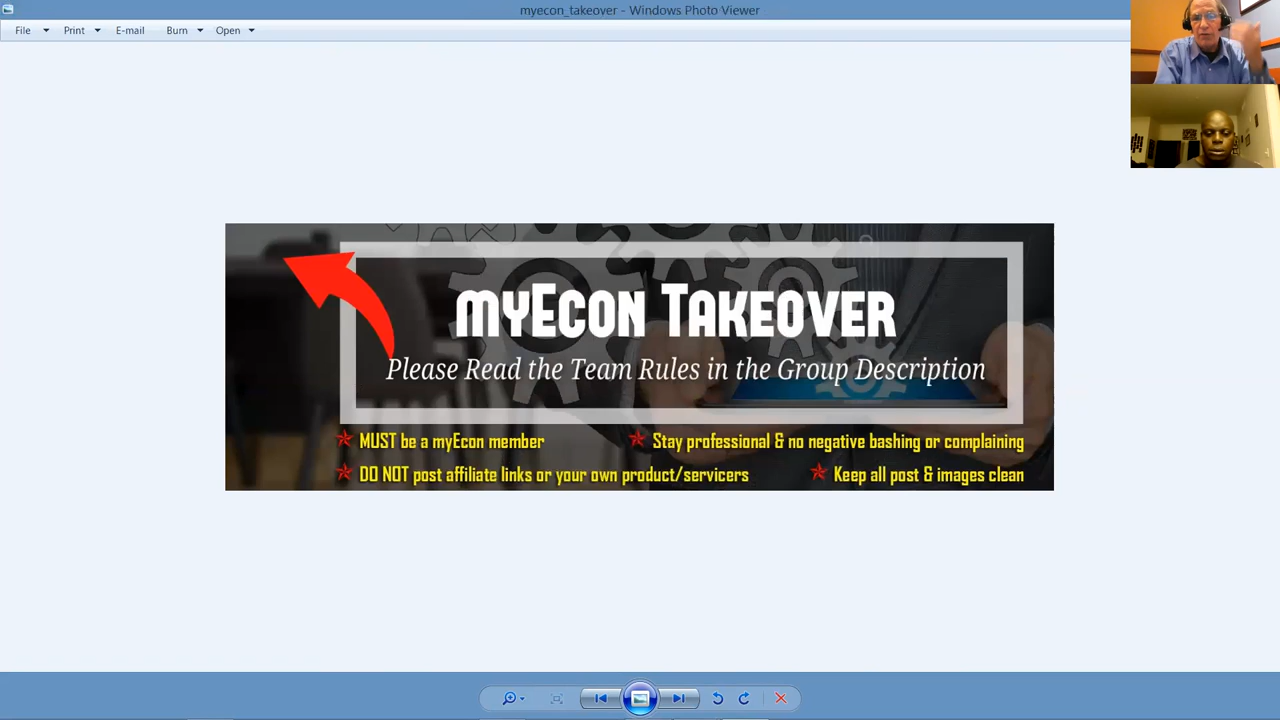 myecon_takeover - Windows Photo Viewer
File Print E-mail Burn Open
myEcon Takeover
Please Read the Team Rules in the Group Description
MUST be a myEcon member
Stay professional & no negative bashing or complaining
DO NOT post affiliate links or your own product/servicers
Keep all post & images clean